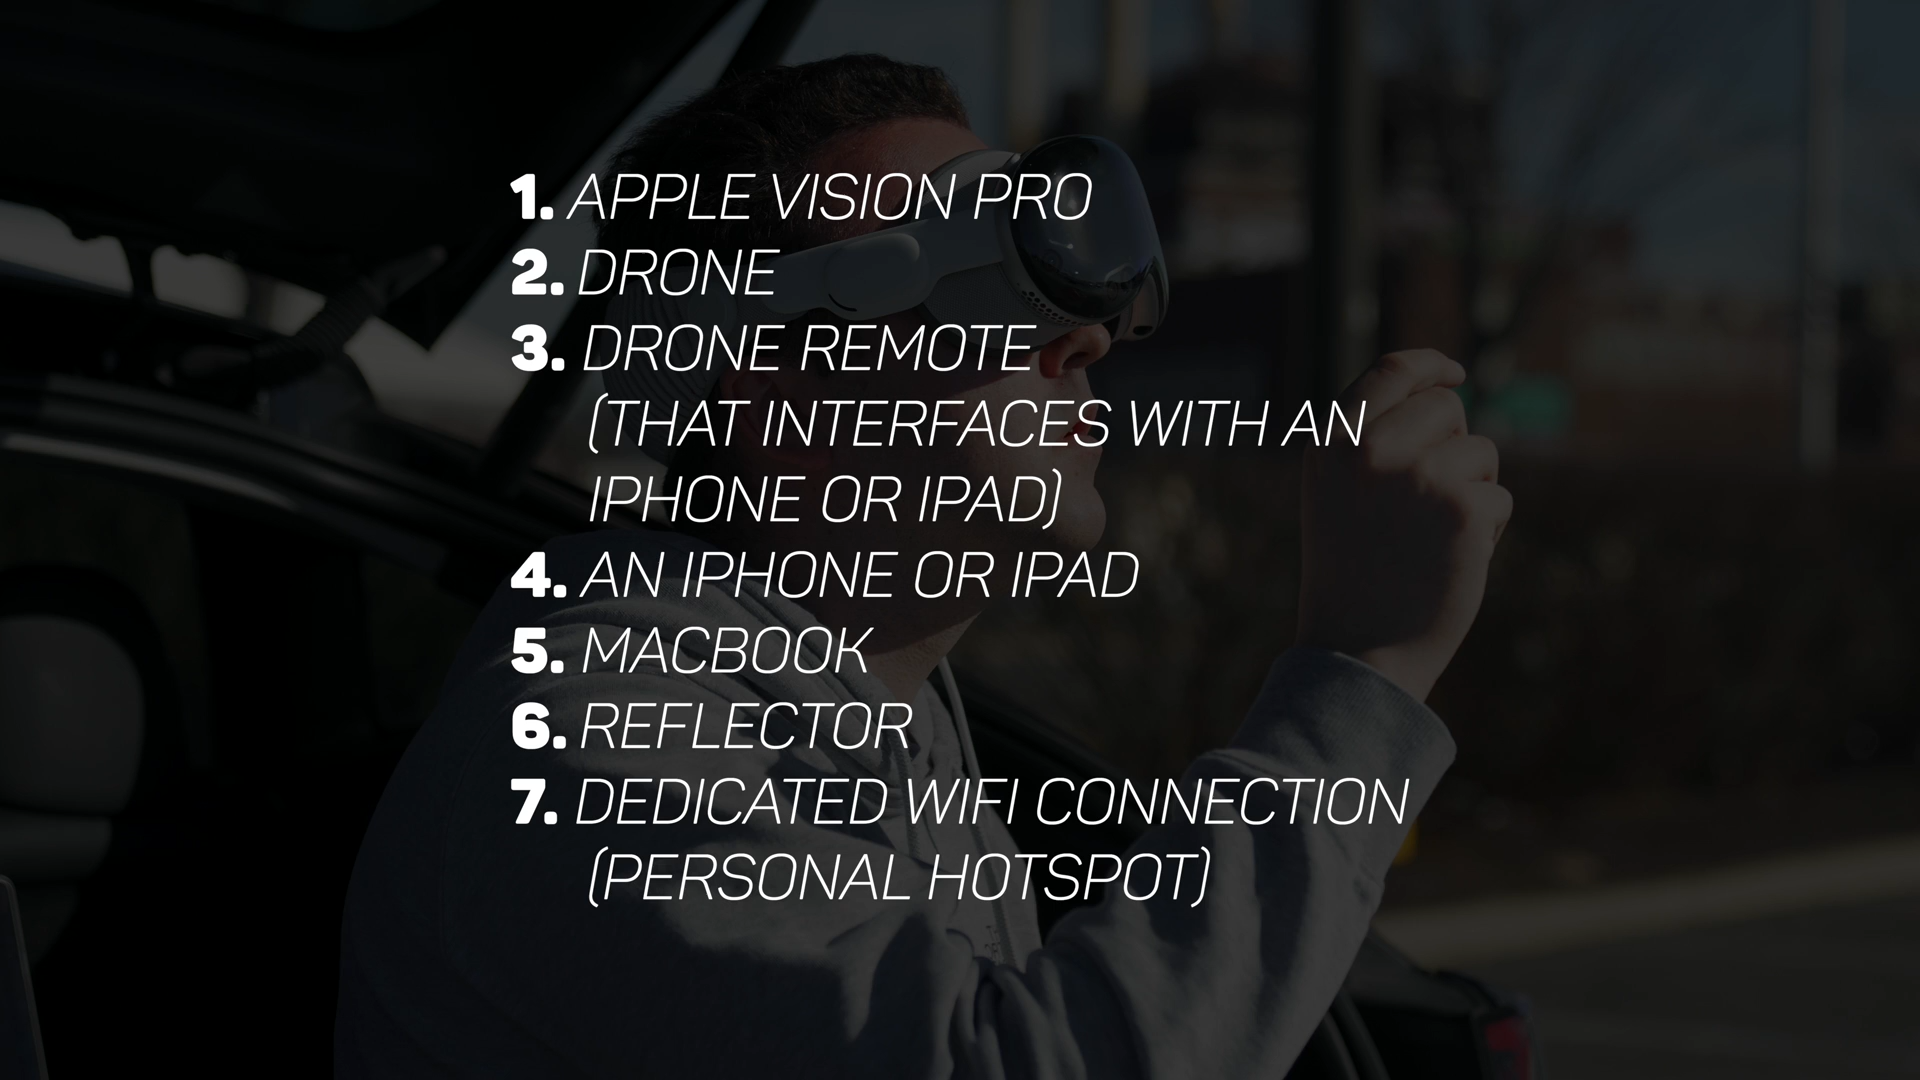 1. APPLE VISION PRO
2. DRONE
3. DRONE REMOTE
(THAT INTERFACES WITH AN
IPHONE OR IPAD)
4. AN IPHONE OR IPAD
5. MACBOOK
6. REFLECTOR
7. DEDICATED WIFI CONNECTION
(PERSONAL HOTSPOT)